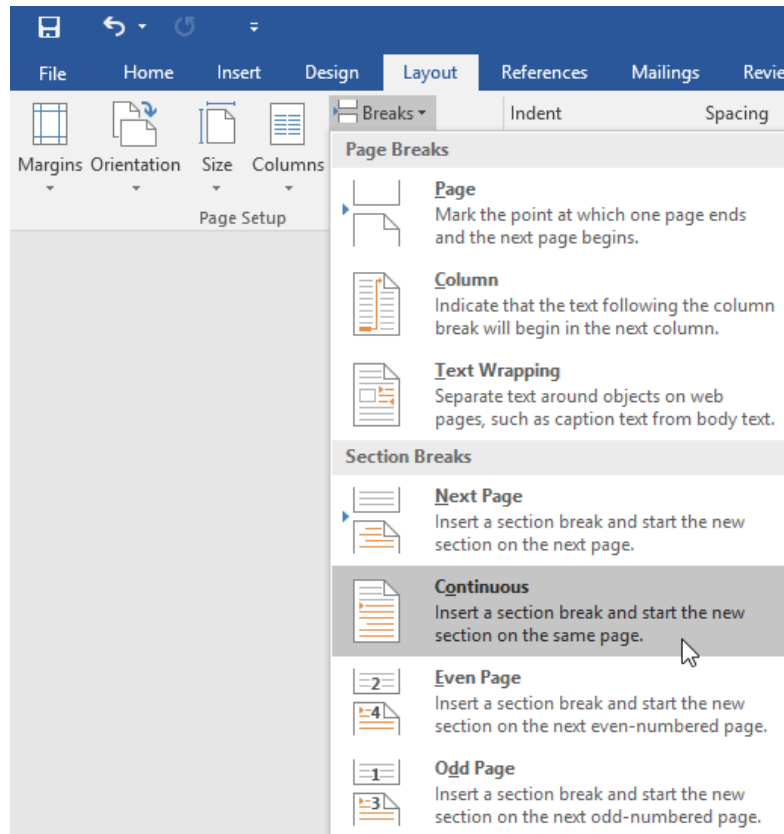 File Home Insert Design Layout References Mailings Revie
Breaks Indent Spacing
Margins Orientation Size Columns
Page Setup
Page Breaks
Page
Mark the point at which one page ends
and the next page begins.
Column
Indicate that the text following the column
break will begin in the next column.
Text Wrapping
Separate text around objects on web
pages, such as caption text from body text.
Section Breaks
Next Page
Insert a section break and start the new
section on the next page.
Continuous
Insert a section break and start the new
section on the same page.
2
4
Even Page
Insert a section break and start the new
section on the next even-numbered page.
1
3
Odd Page
Insert a section break and start the new
section on the next odd-numbered page.